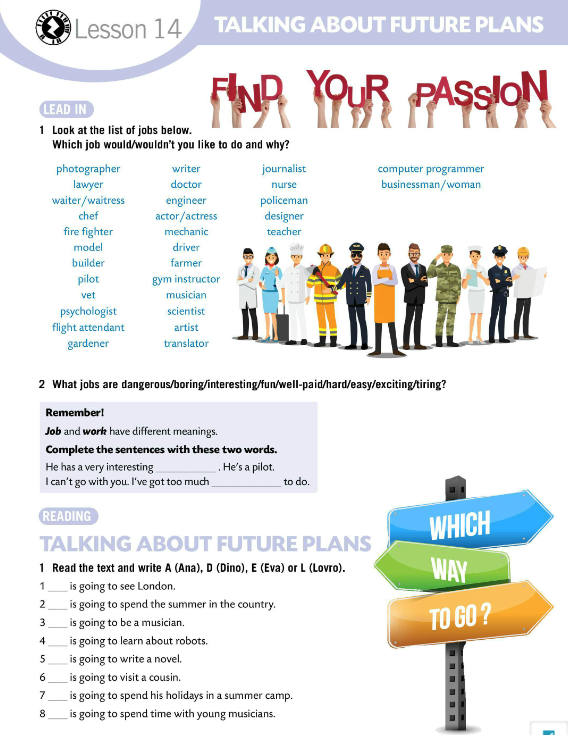 Lesson 14
TALKING ABOUT FUTURE PLANS
FIND YOUR PASSION
LEAD IN
1 Look at the list of jobs below.
Which job would/wouldn't you like to do and why?
photographer writer journalist computer programmer
lawyer doctor nurse businessman/woman
waiter/waitress engineer policeman
chef actor/actress designer
fire fighter mechanic teacher
model driver
builder farmer
pilot gym instructor
vet musician
psychologist scientist
flight attendant artist
gardener translator
2 What jobs are dangerous/boring/interesting/fun/well-paid/hard/easy/exciting/tiring?
Remember!
Job and work have different meanings.
Complete the sentences with these two words.
He has a very interesting ___________ . He's a pilot.
I can't go with you. I've got too much _____________ to do.
READING
TALKING ABOUT FUTURE PLANS
1 Read the text and write A (Ana), D (Dino), E (Eva) or L (Lovro).
1 ____ is going to see London.
2 ____ is going to spend the summer in the country.
3 ____ is going to be a musician.
4 ____ is going to learn about robots.
5 ____ is going to write a novel.
6 ____ is going to visit a cousin.
7 ____ is going to spend his holidays in a summer camp.
8 ____ is going to spend time with young musicians.
WHICH
WAY
TO GO ?